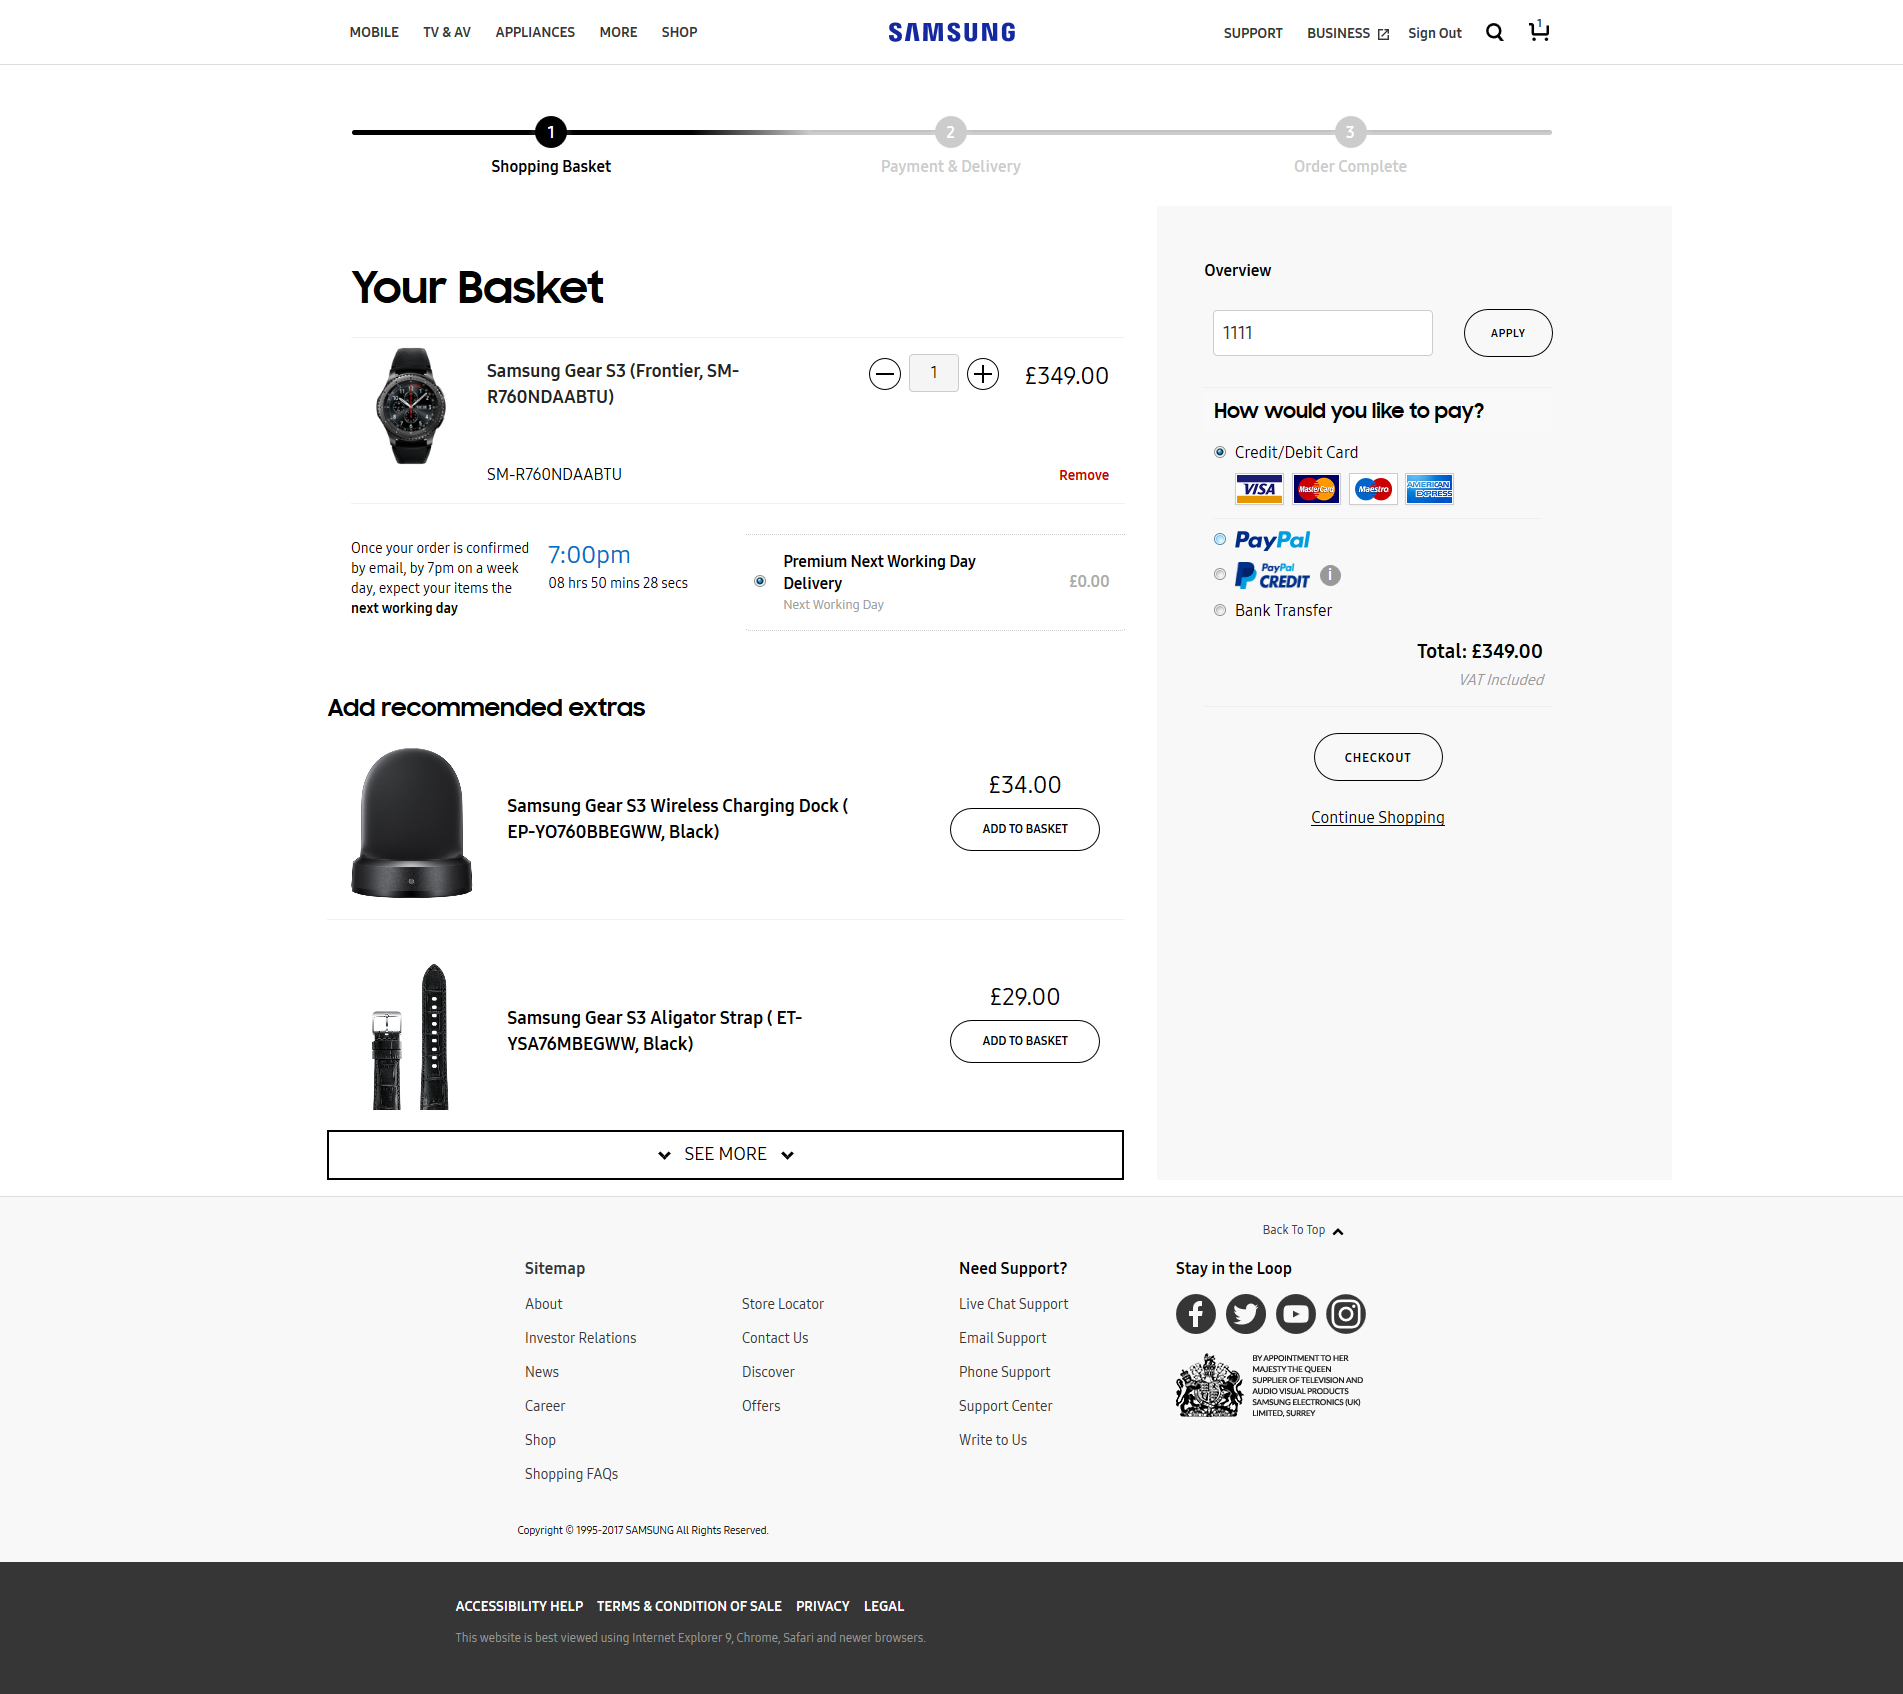 MOBILE TV & AV APPLIANCES MORE SHOP SAMSUNG SUPPORT BUSINESS Sign Out 1
1 2 3
Shopping Basket Payment & Delivery Order Complete
Your Basket
Samsung Gear S3 (Frontier, SM-
R760NDAABTU)
1 £349.00
SM-R760NDAABTU Remove
Once your order is confirmed
by email, by 7pm on a week
day, expect your items the
next working day
7:00pm
08 hrs 50 mins 28 secs
Premium Next Working Day
Delivery
Next Working Day
£0.00
Add recommended extras
Samsung Gear S3 Wireless Charging Dock (
EP-YO760BBEGWW, Black)
£34.00
ADD TO BASKET
Samsung Gear S3 Aligator Strap ( ET-
YSA76MBEGWW, Black)
£29.00
ADD TO BASKET
SEE MORE
Overview
1111 APPLY
How would you like to pay?
Credit/Debit Card
VISA MasterCard Maestro AMERICAN EXPRESS
PayPal
PayPal CREDIT i
Bank Transfer
Total: £349.00
VAT Included
CHECKOUT
Continue Shopping
Back To Top
Sitemap
About
Investor Relations
News
Career
Shop
Shopping FAQs
Store Locator
Contact Us
Discover
Offers
Need Support?
Live Chat Support
Email Support
Phone Support
Support Center
Write to Us
Stay in the Loop
BY APPOINTMENT TO HER
MAJESTY THE QUEEN
SUPPLIER OF TELEVISION AND
AUDIO VISUAL PRODUCTS
SAMSUNG ELECTRONICS (UK)
LIMITED, SURREY
Copyright © 1995-2017 SAMSUNG All Rights Reserved.
ACCESSIBILITY HELP TERMS & CONDITION OF SALE PRIVACY LEGAL
This website is best viewed using Internet Explorer 9, Chrome, Safari and newer browsers.